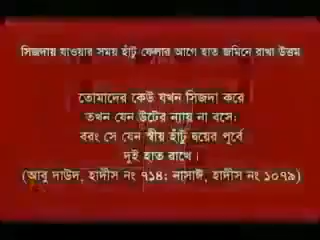 সিজদায় যাওয়ার সময় হাঁটু ফেলার আগে হাত জমিনে রাখা উত্তম
তোমাদের কেউ যখন সিজদা করে
তখন যেন উটের ন্যায় না বসে:
বরং সে যেন স্বীয় হাঁটু দ্বয়ের পূর্বে
দুই হাত রাখে ।
(আবু দাউদ, হাদীস নং ৭১৪: নাসাঈ, হাদীস নং ১০৭৯)